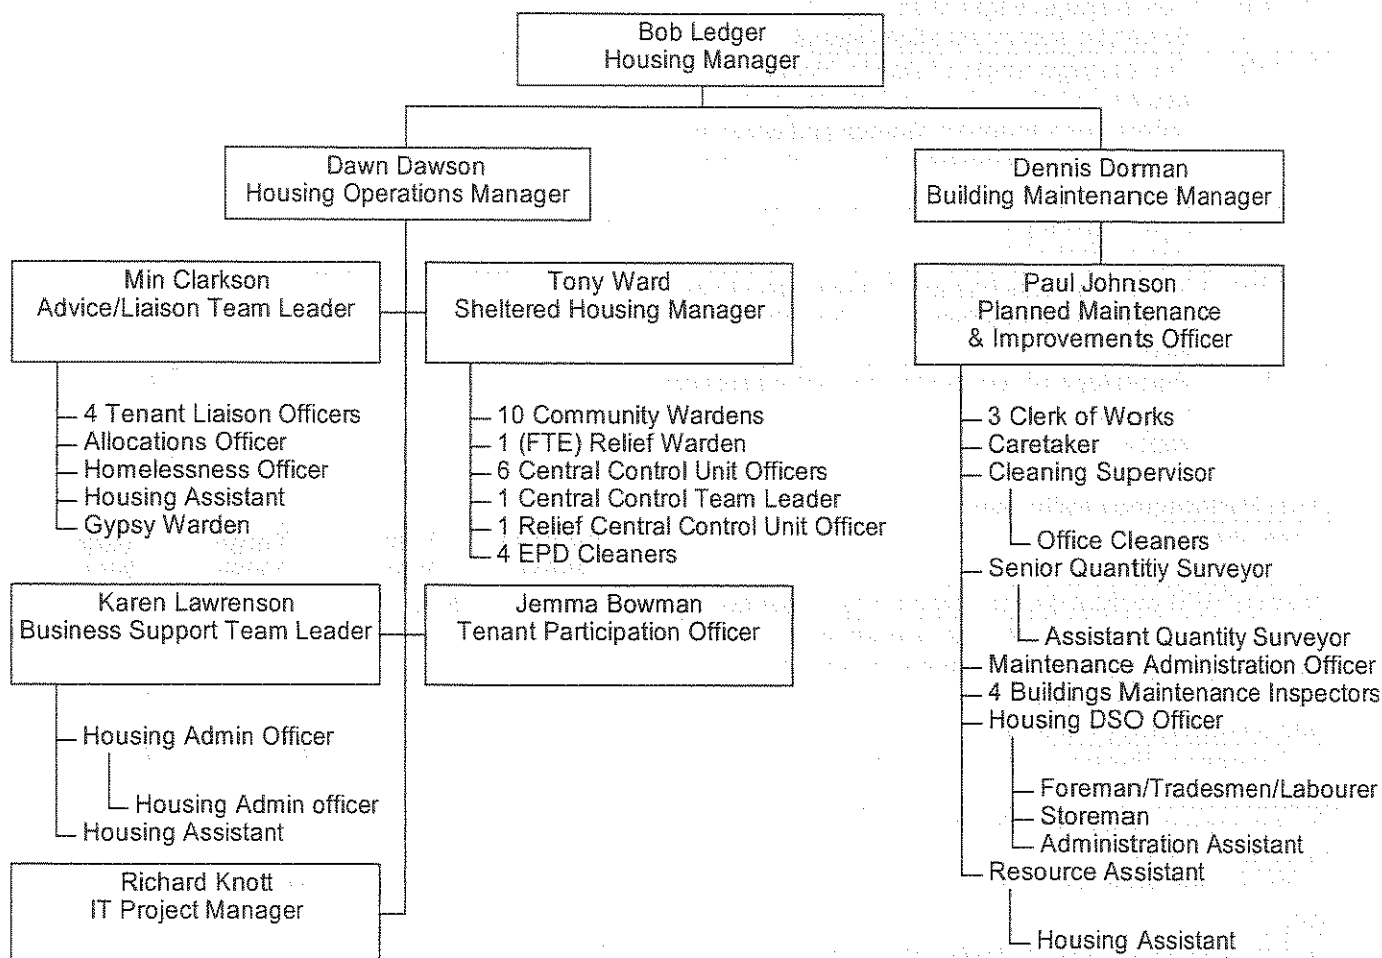 Bob Ledger
Housing Manager
Dawn Dawson
Housing Operations Manager
Dennis Dorman
Building Maintenance Manager
Min Clarkson
Advice/Liaison Team Leader
Tony Ward
Sheltered Housing Manager
Paul Johnson
Planned Maintenance
& Improvements Officer
4 Tenant Liaison Officers
Allocations Officer
Homelessness Officer
Housing Assistant
Gypsy Warden
10 Community Wardens
1 (FTE) Relief Warden
6 Central Control Unit Officers
1 Central Control Team Leader
1 Relief Central Control Unit Officer
4 EPD Cleaners
3 Clerk of Works
Caretaker
Cleaning Supervisor
Office Cleaners
Senior Quantitiy Surveyor
Assistant Quantity Surveyor
Maintenance Administration Officer
4 Buildings Maintenance Inspectors
Housing DSO Officer
Foreman/Tradesmen/Labourer
Storeman
Administration Assistant
Resource Assistant
Housing Assistant
Karen Lawrenson
Business Support Team Leader
Jemma Bowman
Tenant Participation Officer
Housing Admin Officer
Housing Admin officer
Housing Assistant
Richard Knott
IT Project Manager